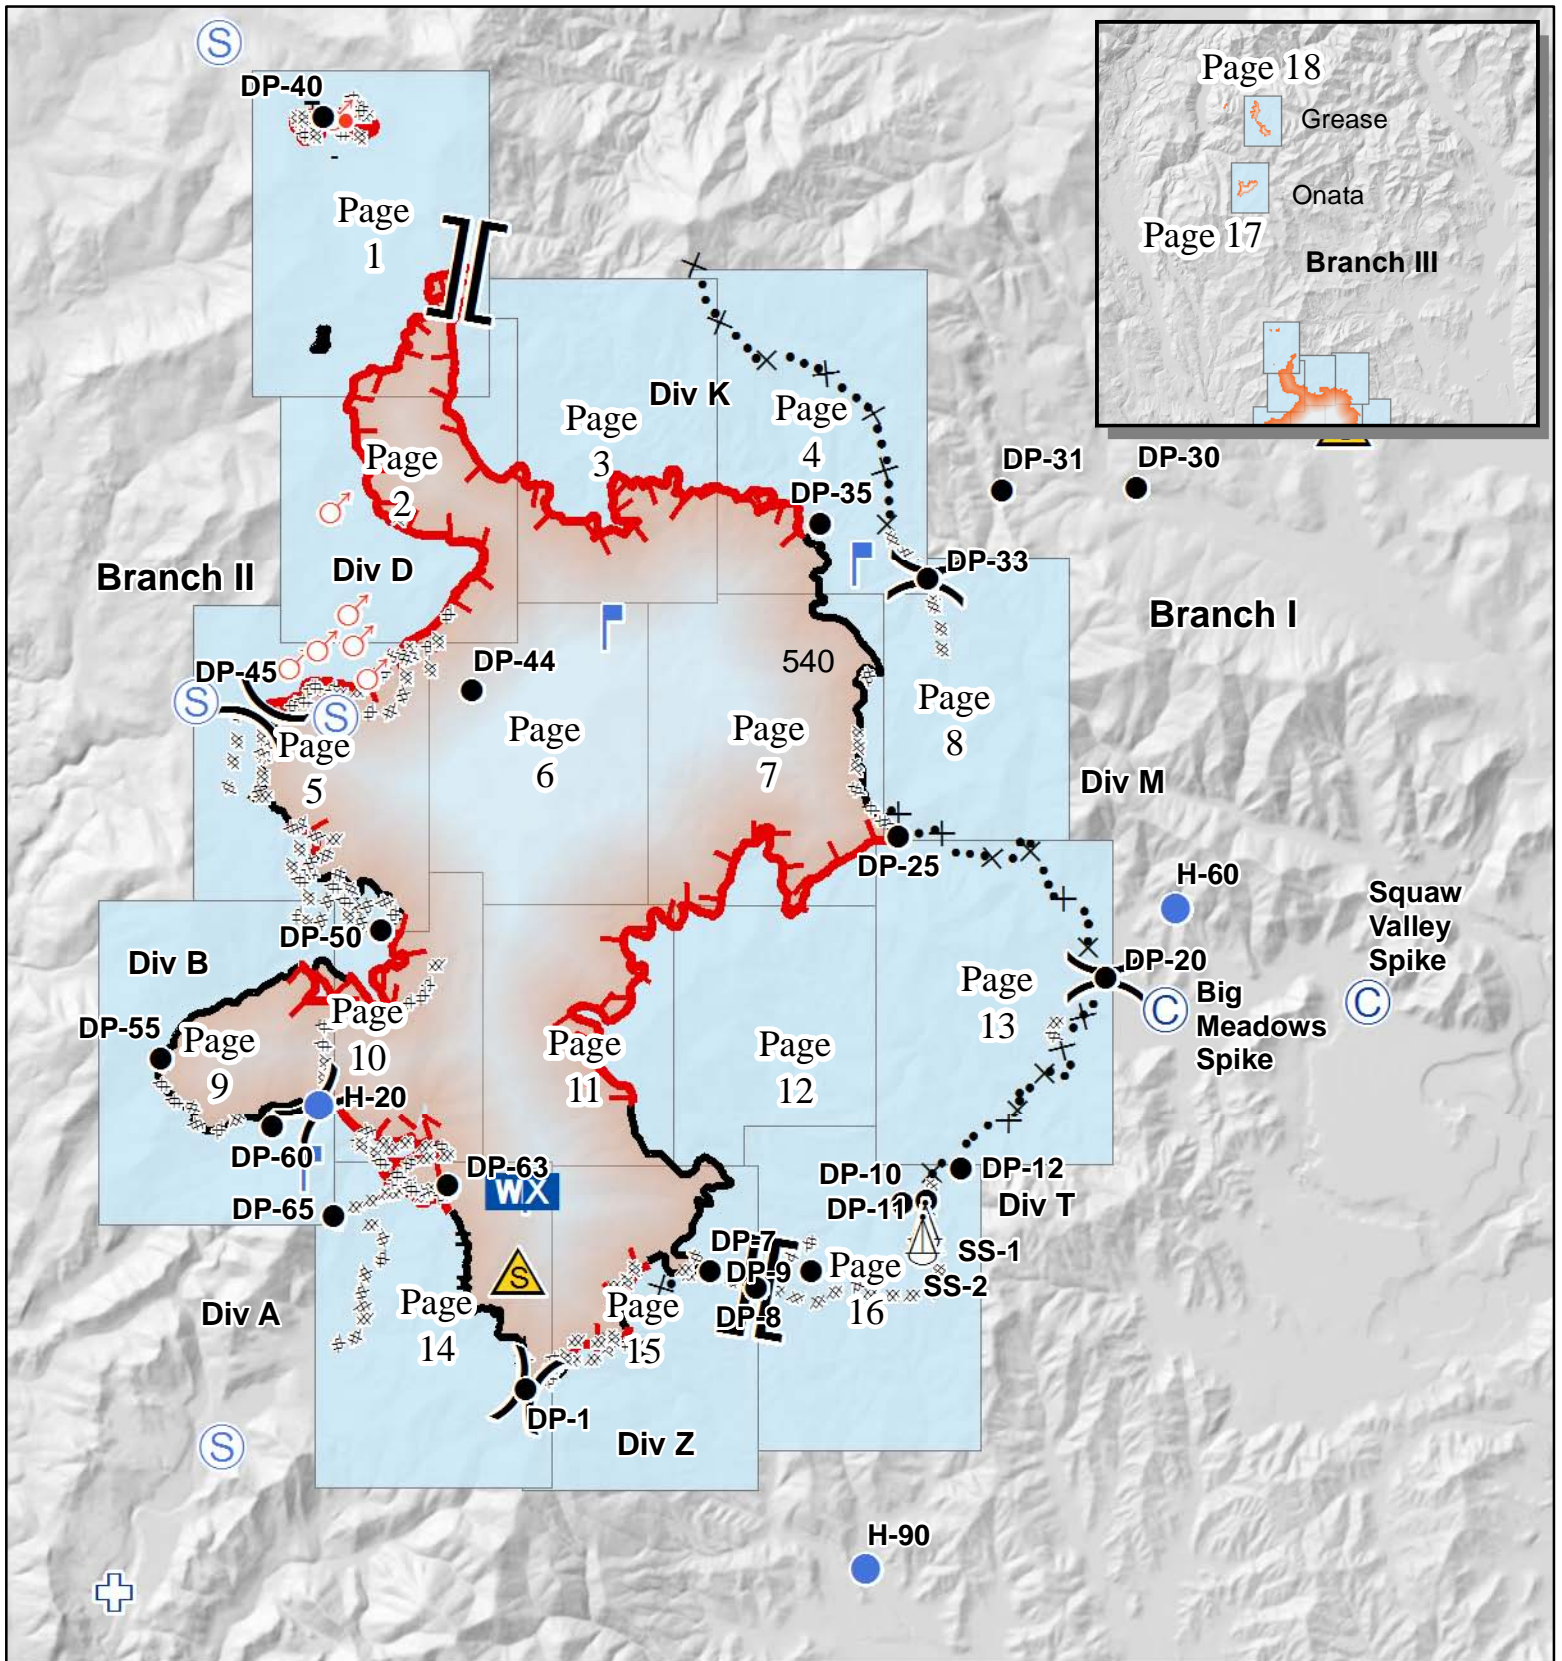 S
DP-40
Page 18
Grease
Onata
Page 17
Branch III
Page
1
Div K
Page
3
Page
4
Page
2
DP-35
DP-31
DP-30
Branch II
Div D
DP-33
Branch I
540
DP-45
S
S
DP-44
Page
5
Page
6
Page
7
Page
8
Div M
DP-25
H-60
Squaw
Valley
Spike
C
DP-50
Div B
DP-20
C
Big
Meadows
Spike
Page
13
DP-55
Page
9
Page
10
Page
11
Page
12
H-20
DP-60
DP-63
WX
DP-65
DP-10
DP-11
DP-12
Div T
SS-1
SS-2
DP-7
DP-9
DP-8
Page
16
S
Div A
Page
14
Page
15
DP-1
Div Z
S
H-90